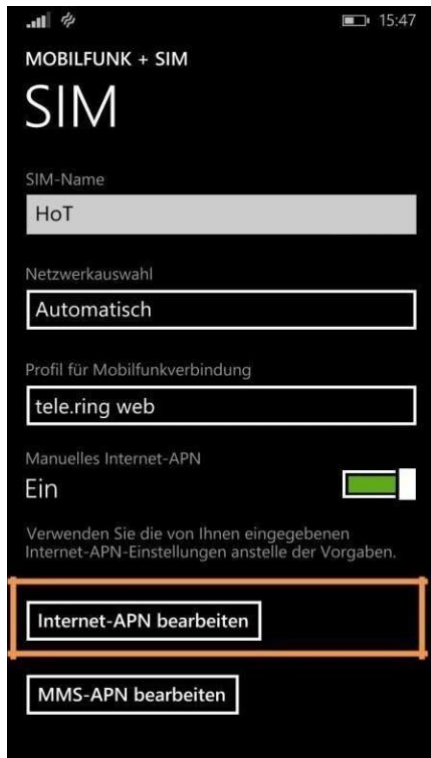 15:47
MOBILFUNK + SIM
SIM
SIM-Name
HoT
Netzwerkauswahl
Automatisch
Profil für Mobilfunkverbindung
tele.ring web
Manuelles Internet-APN
Ein
Verwenden Sie die von Ihnen eingegebenen
Internet-APN-Einstellungen anstelle der Vorgaben.
Internet-APN bearbeiten
MMS-APN bearbeiten